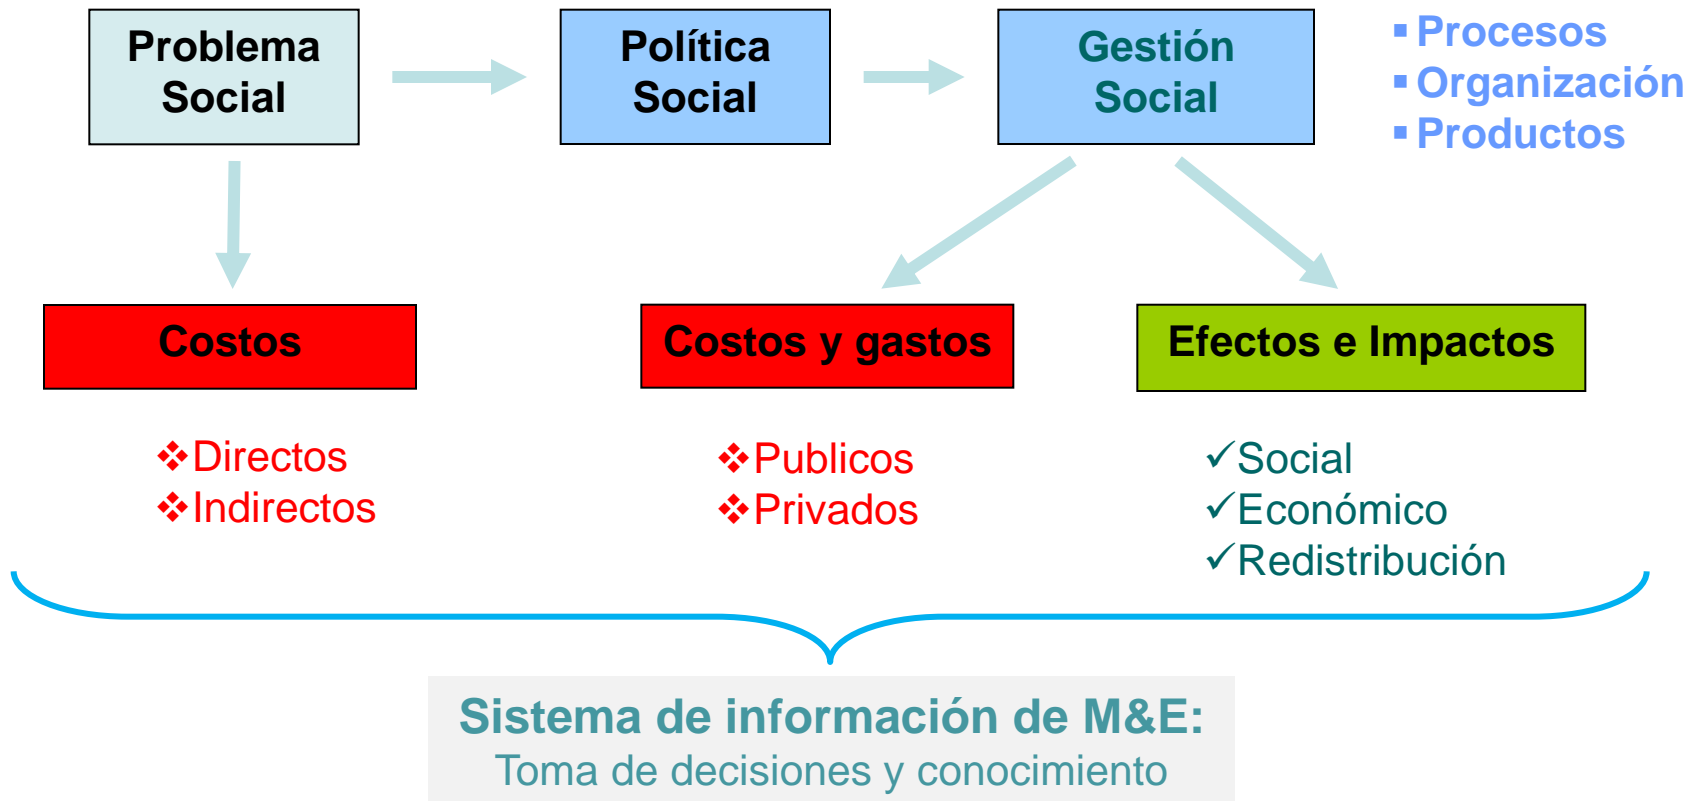 Problema
Social
Política
Social
Gestión
Social
▪ Procesos
▪ Organización
▪ Productos
Costos
Costos y gastos
Efectos e Impactos
❖Directos
❖Indirectos
❖Publicos
❖Privados
✓Social
✓Económico
✓Redistribución
Sistema de información de M&E:
Toma de decisiones y conocimiento